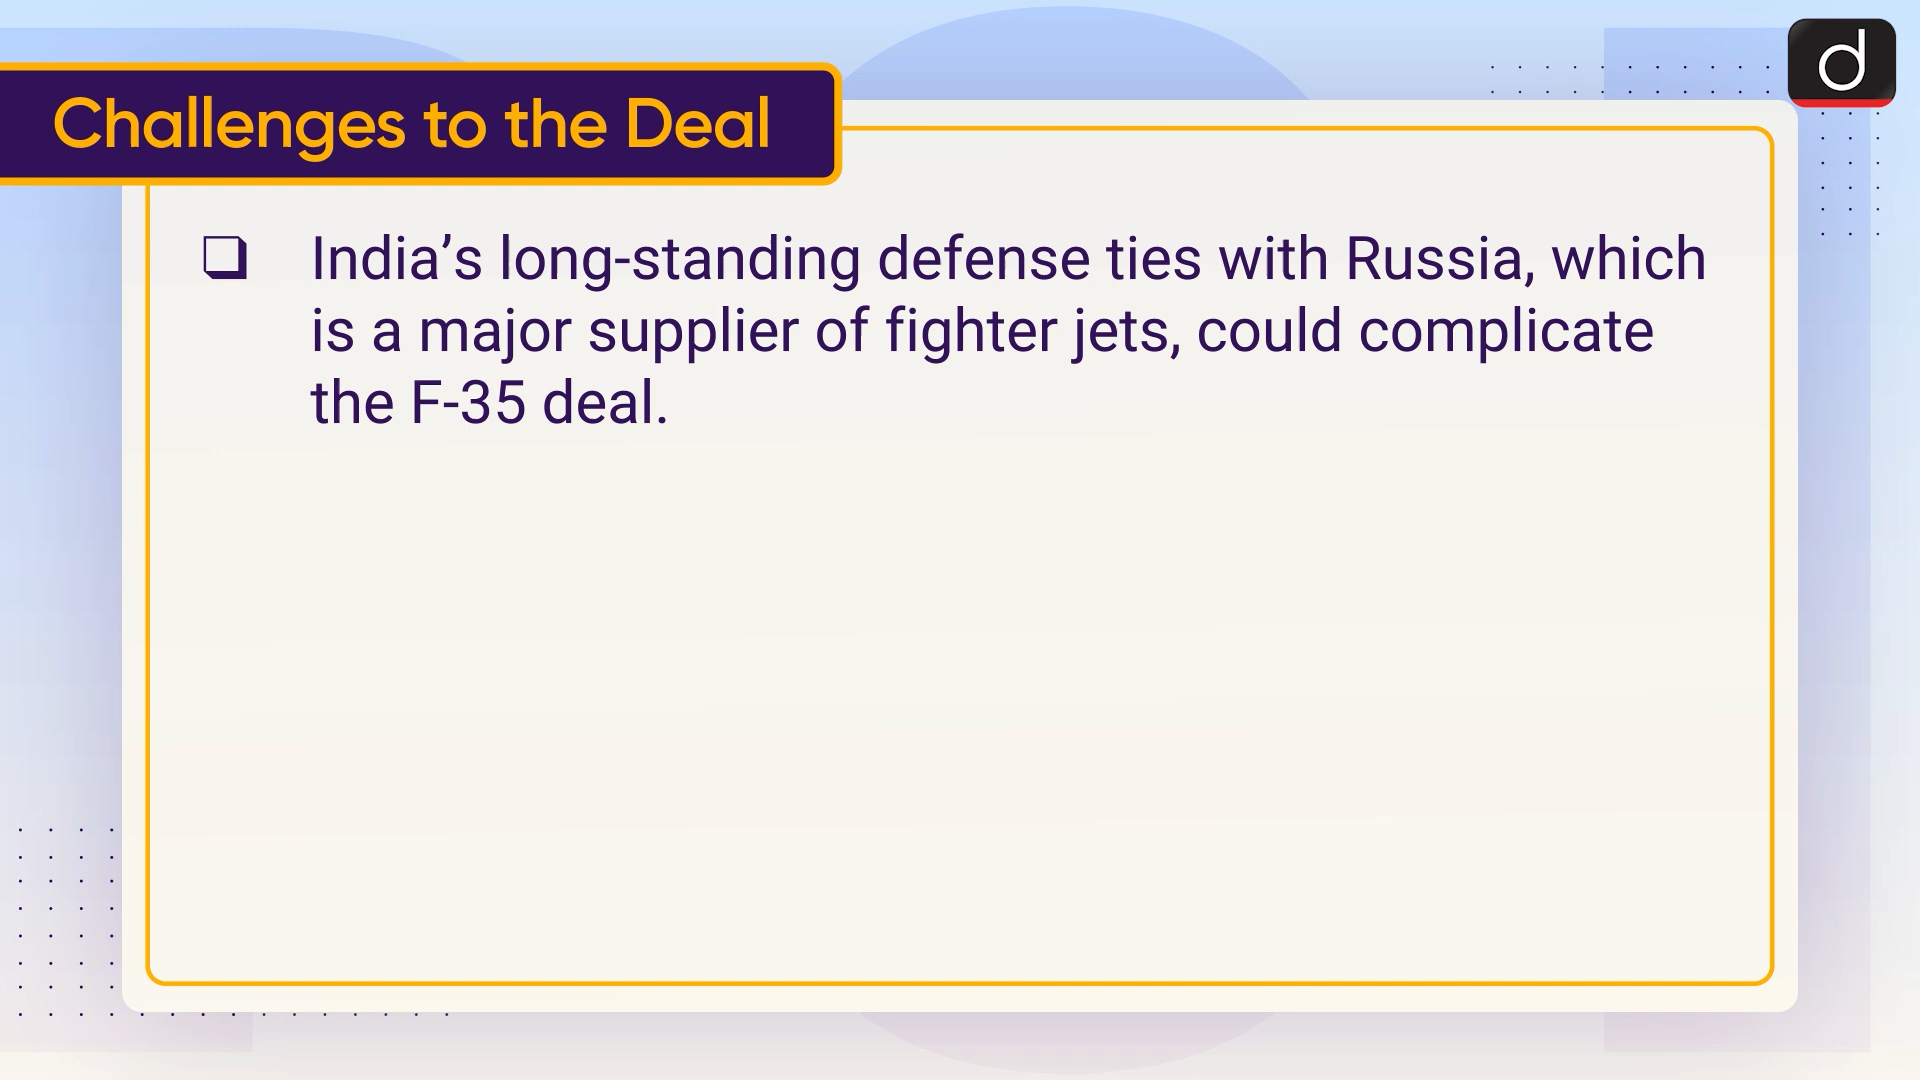 Challenges to the Deal
d
❑ India’s long-standing defense ties with Russia, which
is a major supplier of fighter jets, could complicate
the F-35 deal.